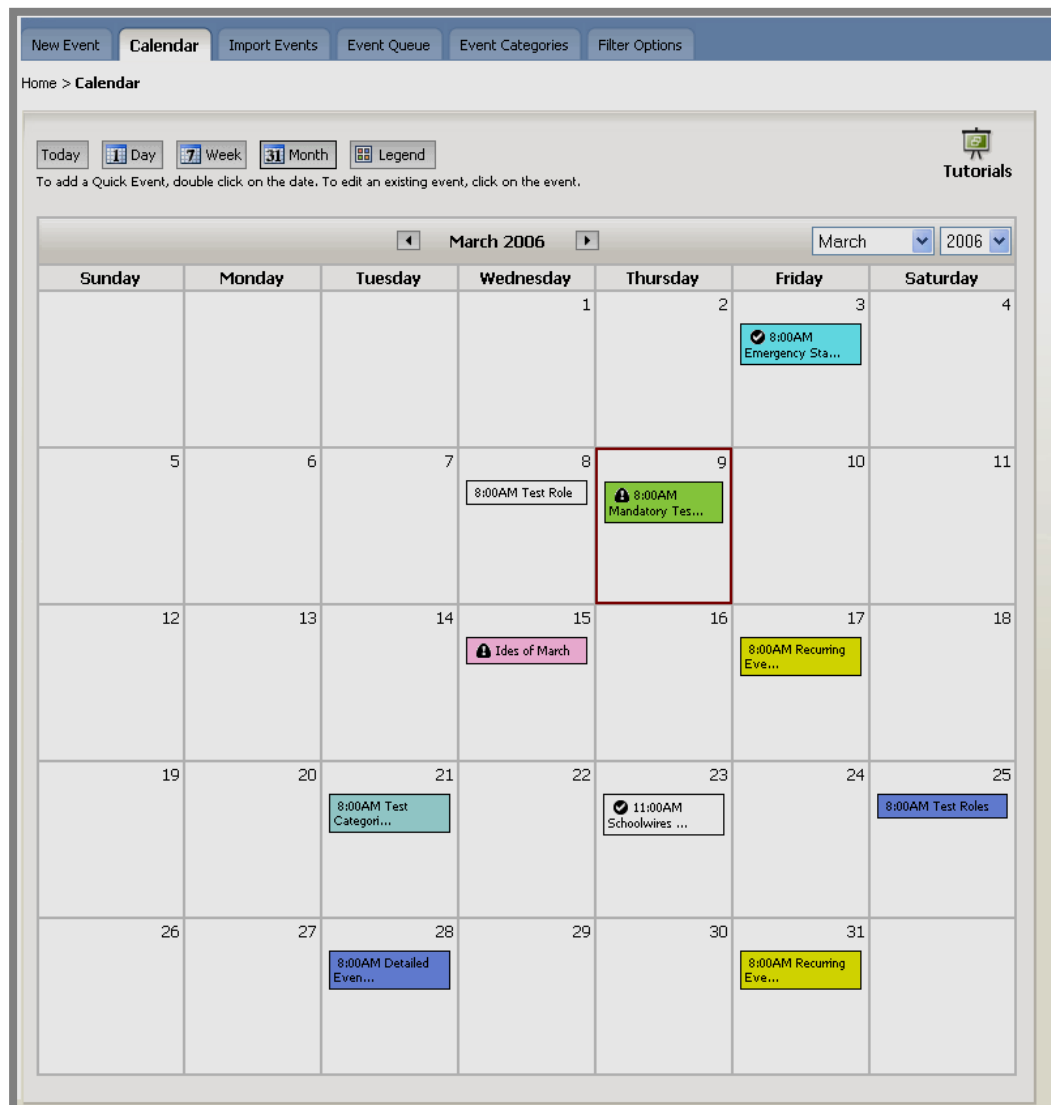 New Event Calendar Import Events Event Queue Event Categories Filter Options
Home > Calendar
Today 1 Day 7 Week 31 Month Legend
Tutorials
To add a Quick Event, double click on the date. To edit an existing event, click on the event.
March 2006 March 2006
Sunday Monday Tuesday Wednesday Thursday Friday Saturday
1 2 3 4
8:00AM
Emergency Sta...
5 6 7 8 9 10 11
8:00AM Test Role
8:00AM
Mandatory Tes...
12 13 14 15 16 17 18
Ides of March
8:00AM Recurring
Eve...
19 20 21 22 23 24 25
8:00AM Test
Categori...
11:00AM
Schoolwires ...
8:00AM Test Roles
26 27 28 29 30 31
8:00AM Detailed
Even...
8:00AM Recurring
Eve...